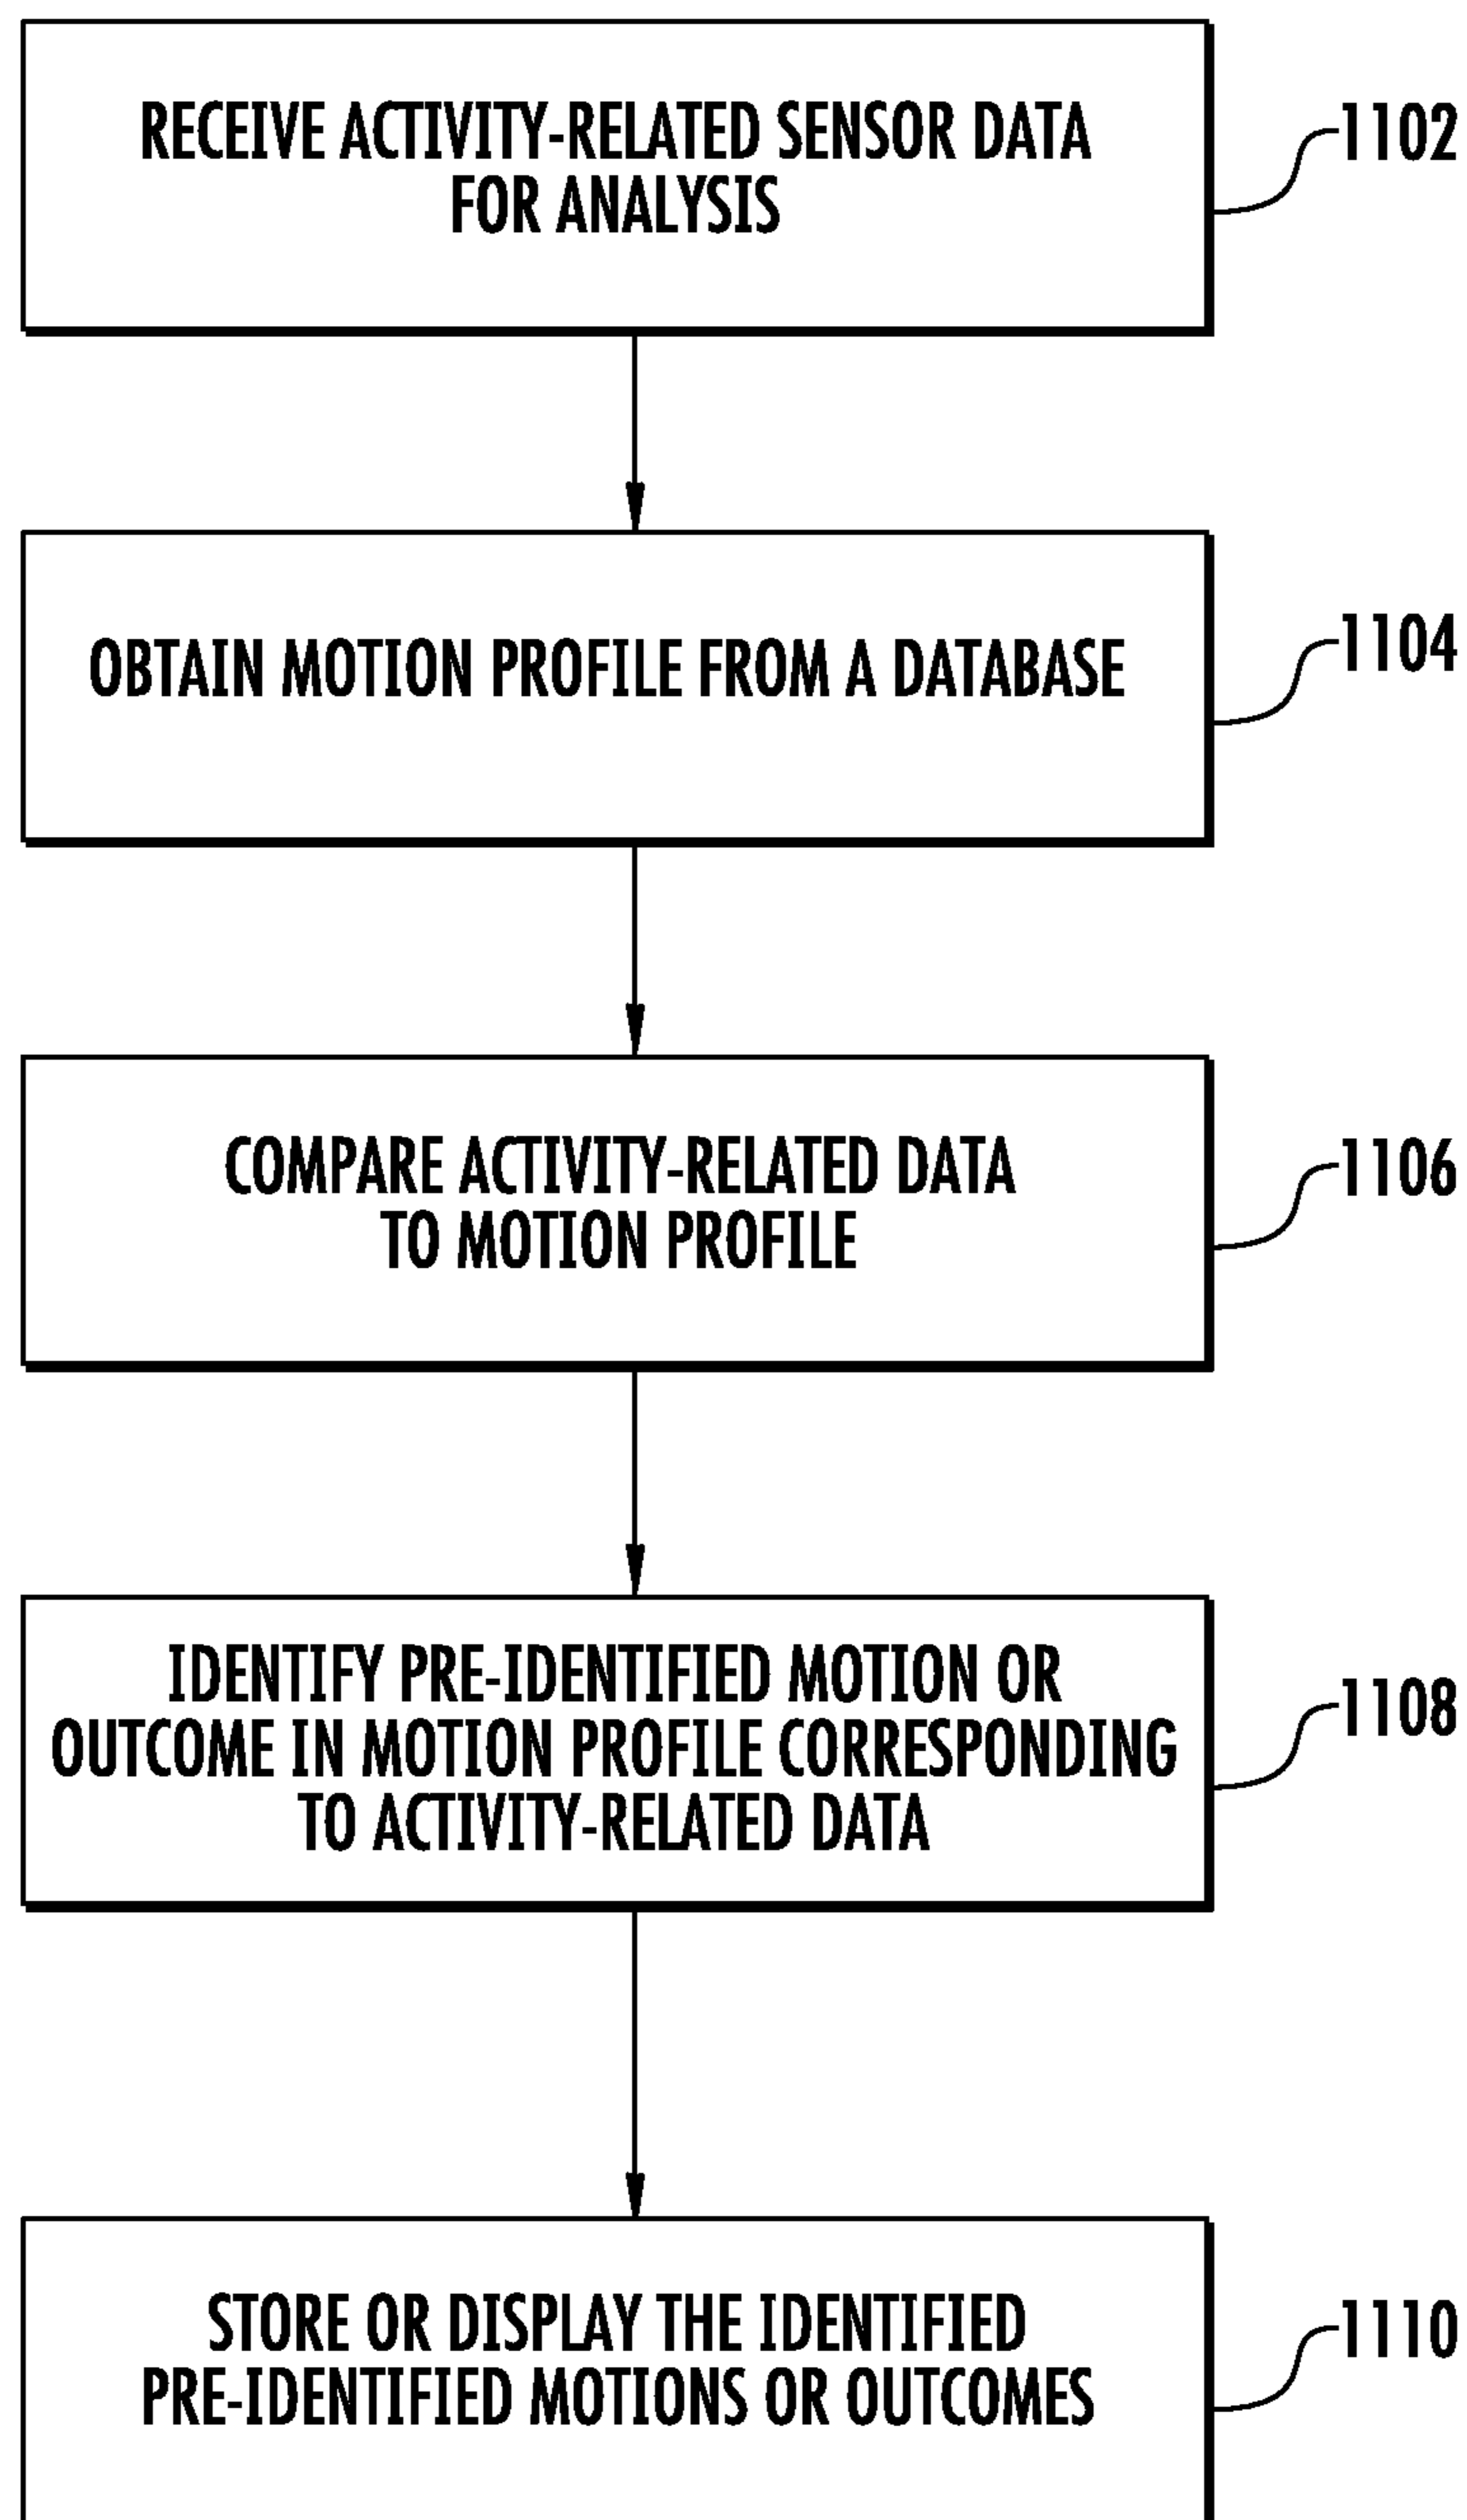 RECEIVE ACTIVITY-RELATED SENSOR DATA
FOR ANALYSIS
1102
OBTAIN MOTION PROFILE FROM A DATABASE
1104
COMPARE ACTIVITY-RELATED DATA
TO MOTION PROFILE
1106
IDENTIFY PRE-IDENTIFIED MOTION OR
OUTCOME IN MOTION PROFILE CORRESPONDING
TO ACTIVITY-RELATED DATA
1108
STORE OR DISPLAY THE IDENTIFIED
PRE-IDENTIFIED MOTIONS OR OUTCOMES
1110